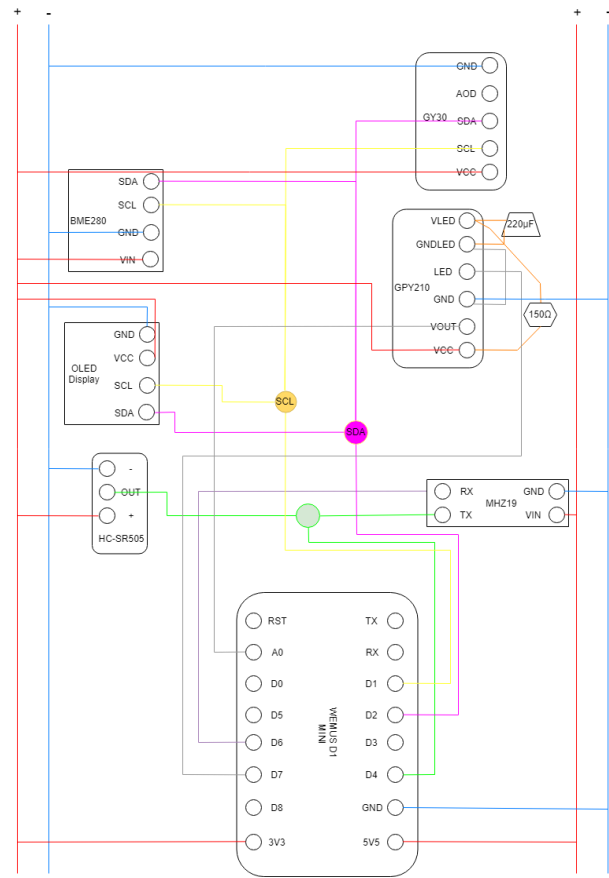 + - + -
GND
AOD
GY30 SDA
SCL
VCC
SDA
SCL
BME280
GND
VIN
VLED
220μF
GNDLED
LED
GPY210
GND
150Ω
VOUT
VCC
GND
OLED
Display
VCC
SCL
SDA
SCL
SDA
-
OUT
+
HC-SR505
RX GND
MHZ19
TX VIN
RST TX
A0 RX
D0 D1
D5 D2
WEMUS D1
MINI
D6 D3
D7 D4
D8 GND
3V3 5V5